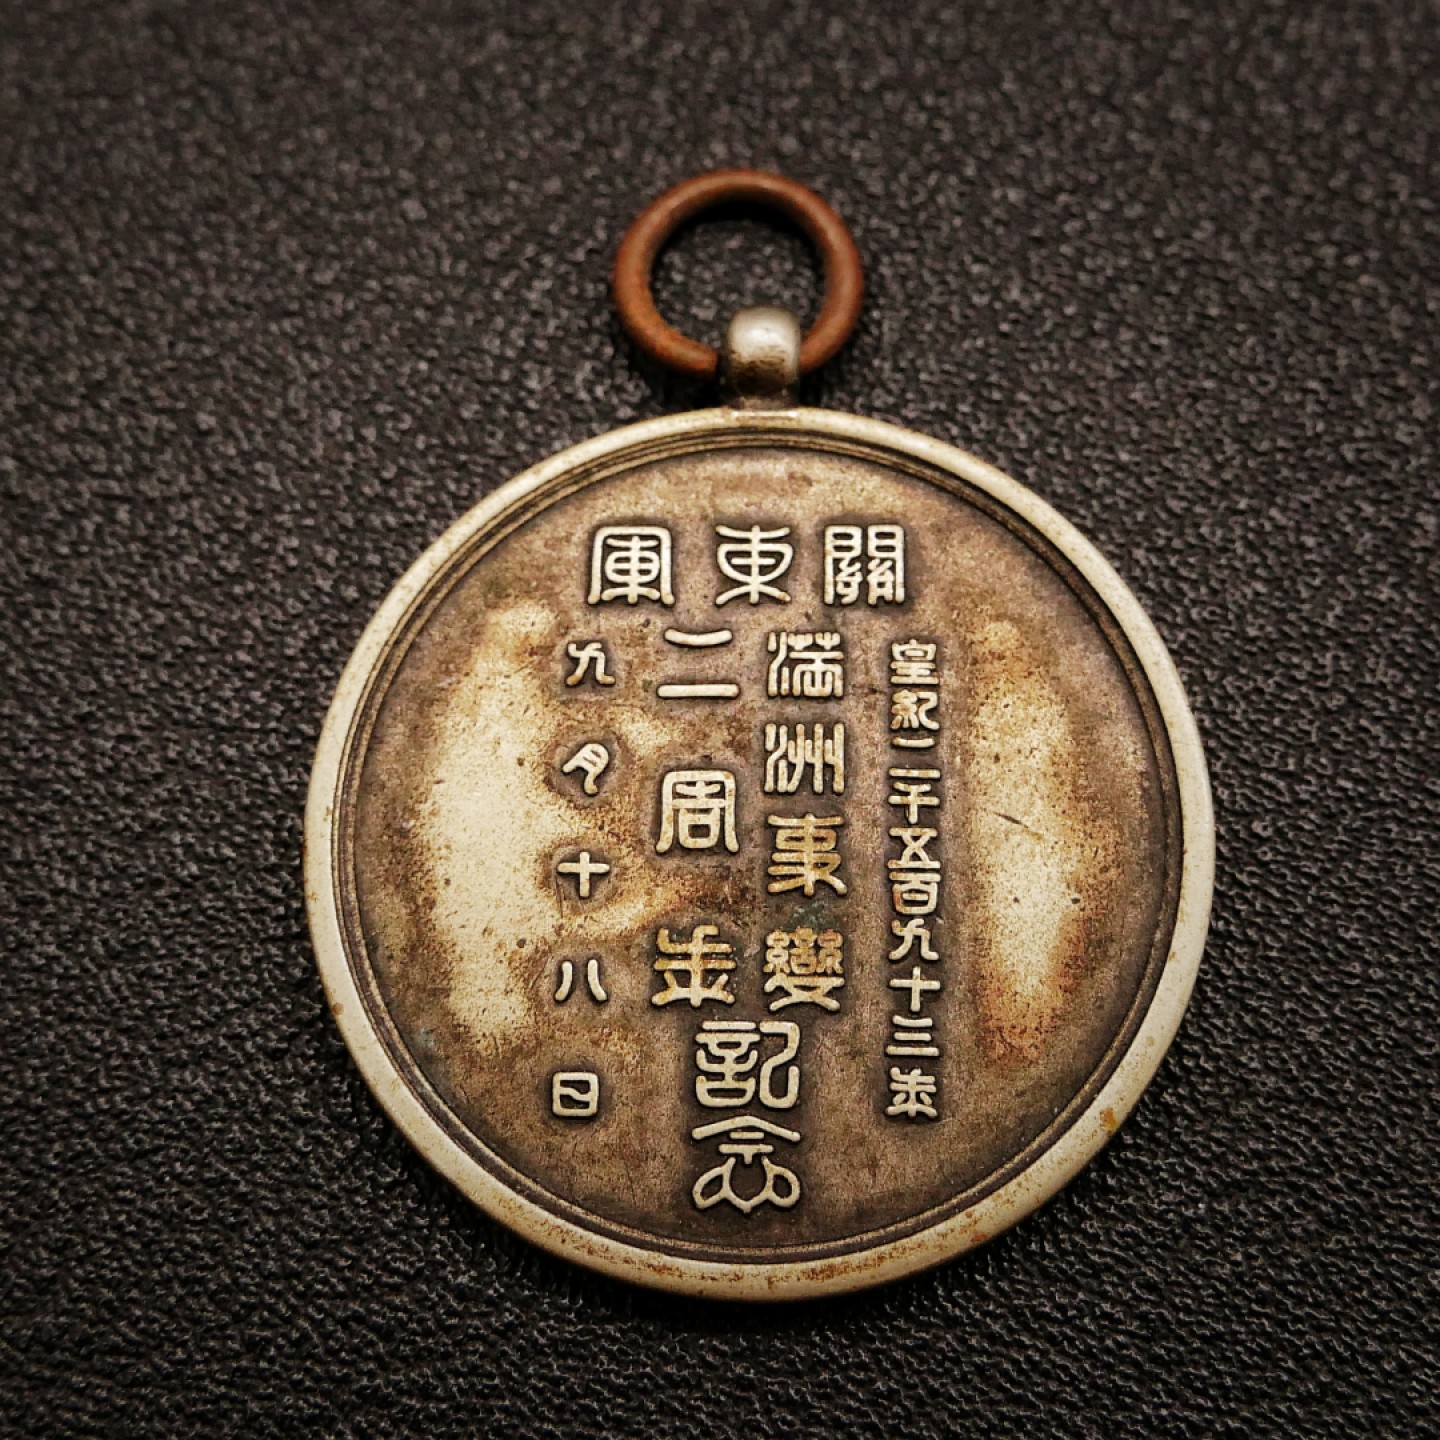 關東軍
皇紀二千五百九十三年
満洲事變
二周年
記念
九月十八日